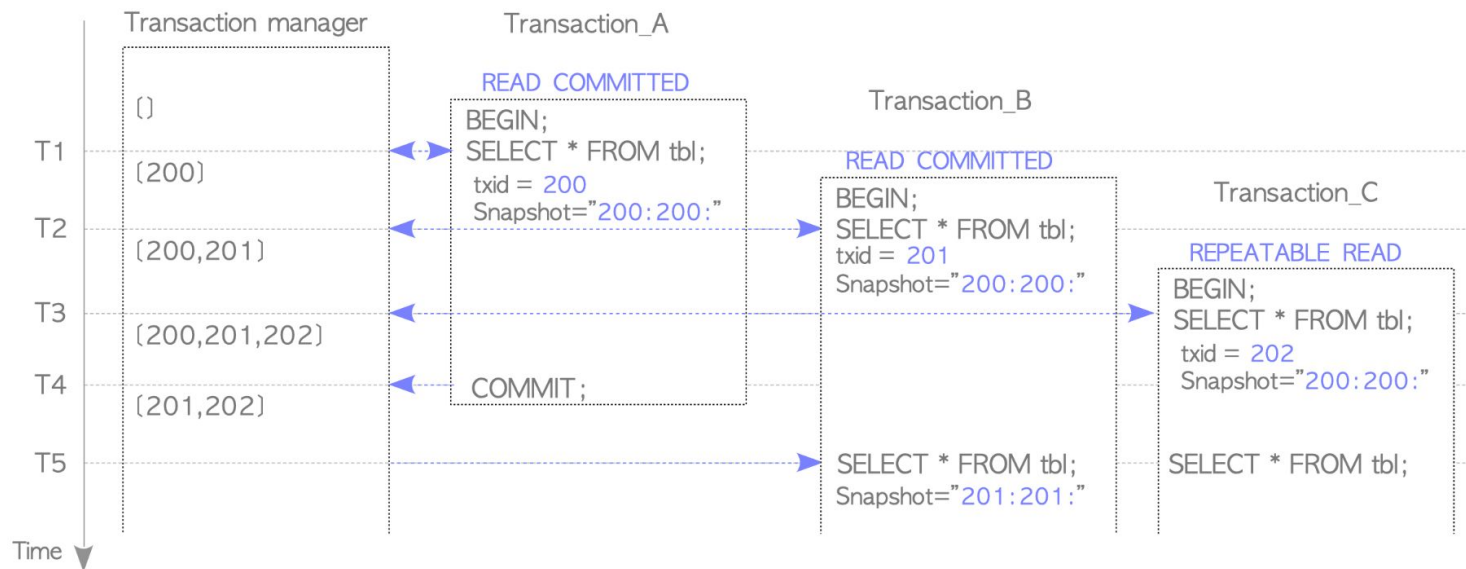 Transaction manager
Transaction_A
READ COMMITTED
Transaction_B
[]
BEGIN;
T1
SELECT * FROM tbl;
READ COMMITTED
[200]
txid = 200
Transaction_C
Snapshot="200:200:"
BEGIN;
T2
SELECT * FROM tbl;
[200,201]
txid = 201
REPEATABLE READ
Snapshot="200:200:"
BEGIN;
T3
SELECT * FROM tbl;
[200,201,202]
txid = 202
T4
COMMIT;
Snapshot="200:200:"
[201,202]
T5
SELECT * FROM tbl;
SELECT * FROM tbl;
Snapshot="201:201:"
Time